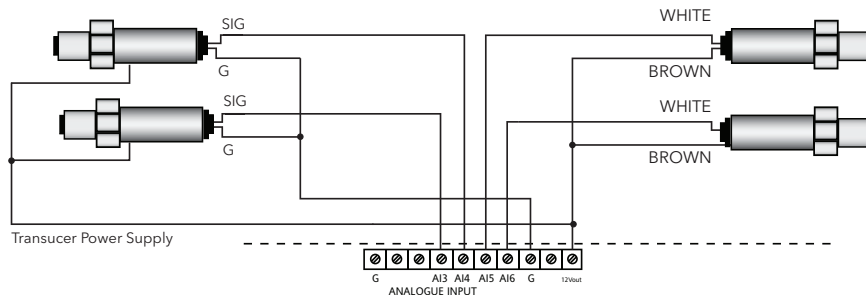 SIG
G
SIG
G
WHITE
BROWN
WHITE
BROWN
Transucer Power Supply
G AI3 AI4 AI5 AI6 G 12Vout
ANALOGUE INPUT